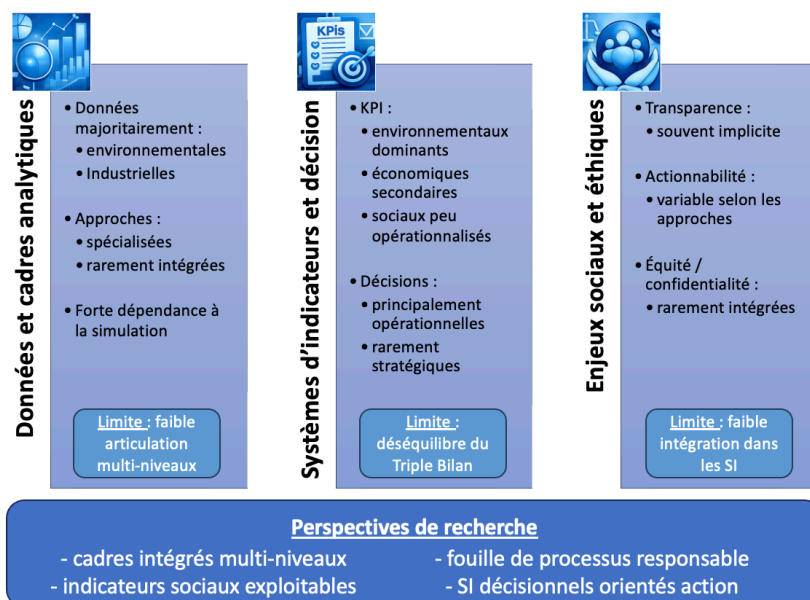 Données et cadres analytiques
• Données
majoritairement :
• environnementales
• Industrielles
• Approches :
• spécialisées
• rarement intégrées
• Forte dépendance à
la simulation
Limite : faible
articulation
multi-niveaux
KPIs
Systèmes d'indicateurs et décision
• KPI :
• environnementaux
dominants
• économiques
secondaires
• sociaux peu
opérationnalisés
• Décisions :
• principalement
opérationnelles
• rarement
stratégiques
Limite :
déséquilibre du
Triple Bilan
Enjeux sociaux et éthiques
• Transparence :
• souvent implicite
• Actionnabilité :
• variable selon les
approches
• Équité /
confidentialité :
• rarement intégrées
Limite : faible
intégration dans
les SI
Perspectives de recherche
- cadres intégrés multi-niveaux
- indicateurs sociaux exploitables
- fouille de processus responsable
- SI décisionnels orientés action